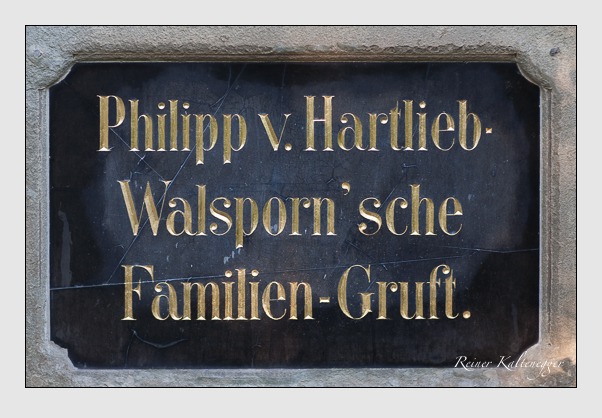 Philipp v. Hartlieb-
Walsporn'sche
Familien-Gruft.
Reiner Kaltenegger